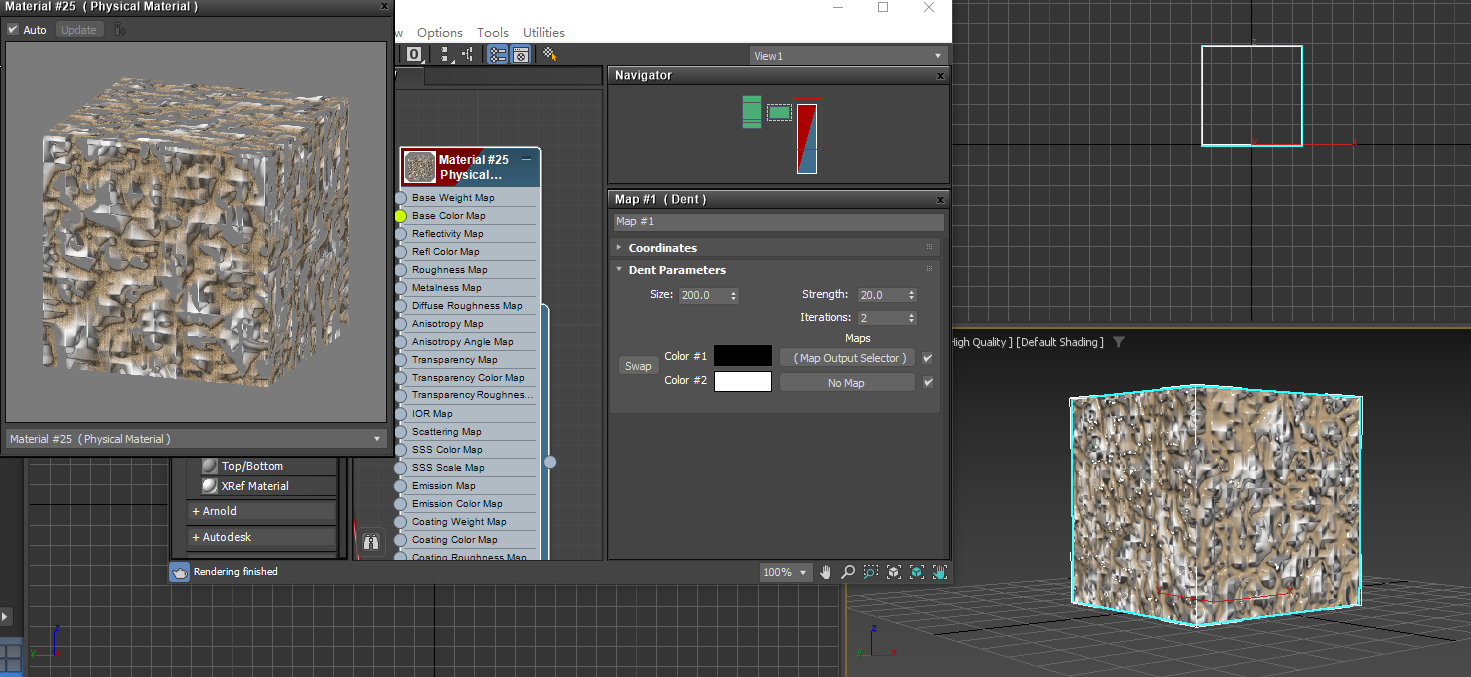 Material #25 ( Physical Material )
x
Auto
Update
w
Options
Tools
Utilities
0
View1
Navigator
x
Material #25
Physical...
Base Weight Map
Base Color Map
Reflectivity Map
Refl Color Map
Roughness Map
Metalness Map
Diffuse Roughness Map
Anisotropy Map
Anisotropy Angle Map
Transparency Map
Transparency Color Map
Transparency Roughnes...
IOR Map
Scattering Map
SSS Color Map
SSS Scale Map
Emission Map
Emission Color Map
Coating Weight Map
Coating Color Map
Coating Roughness Map
Map #1 ( Dent )
x
Map #1
Coordinates
Dent Parameters
Size: 200.0
Strength: 20.0
Iterations: 2
Maps
Swap
Color #1
( Map Output Selector )
Color #2
No Map
Material #25 ( Physical Material )
Top/Bottom
XRef Material
+ Arnold
+ Autodesk
Rendering finished
100%
z
x
High Quality ] [Default Shading ]
z
y
x
z
y
x